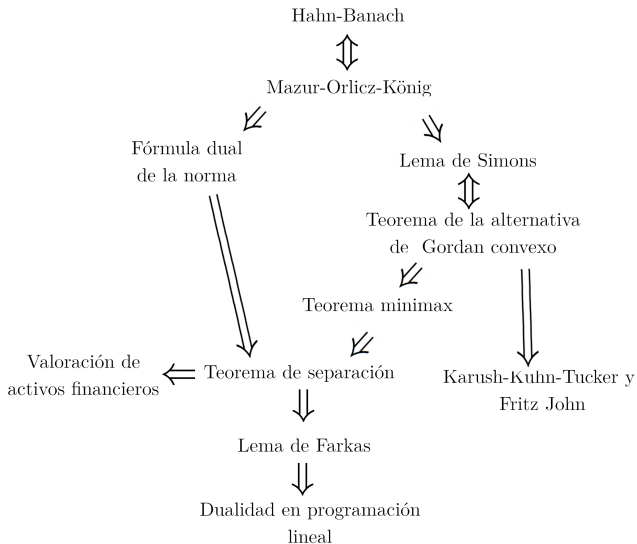 Hahn-Banach
Mazur-Orlicz-König
Fórmula dual
de la norma
Lema de Simons
Teorema de la alternativa
de Gordan convexo
Teorema minimax
Valoración de
activos financieros
Teorema de separación
Karush-Kuhn-Tucker y
Fritz John
Lema de Farkas
Dualidad en programación
lineal